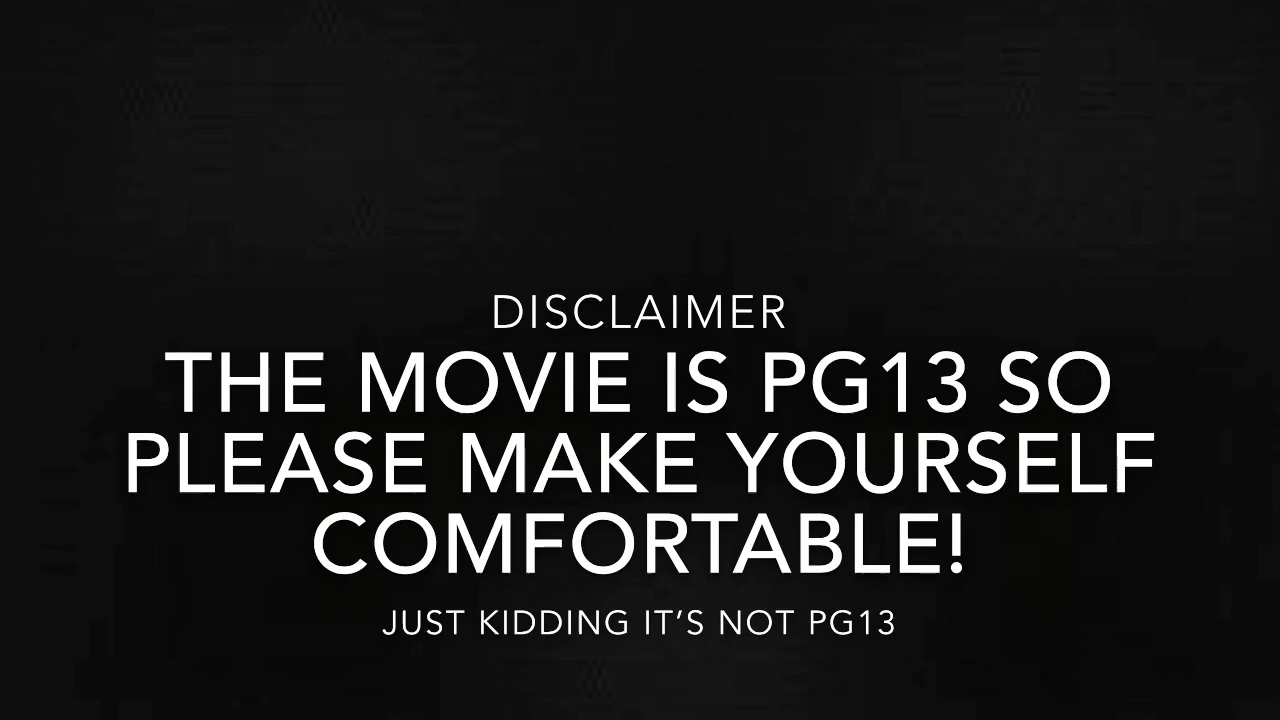 DISCLAIMER
THE MOVIE IS PG13 SO
PLEASE MAKE YOURSELF
COMFORTABLE!
JUST KIDDING IT’S NOT PG13